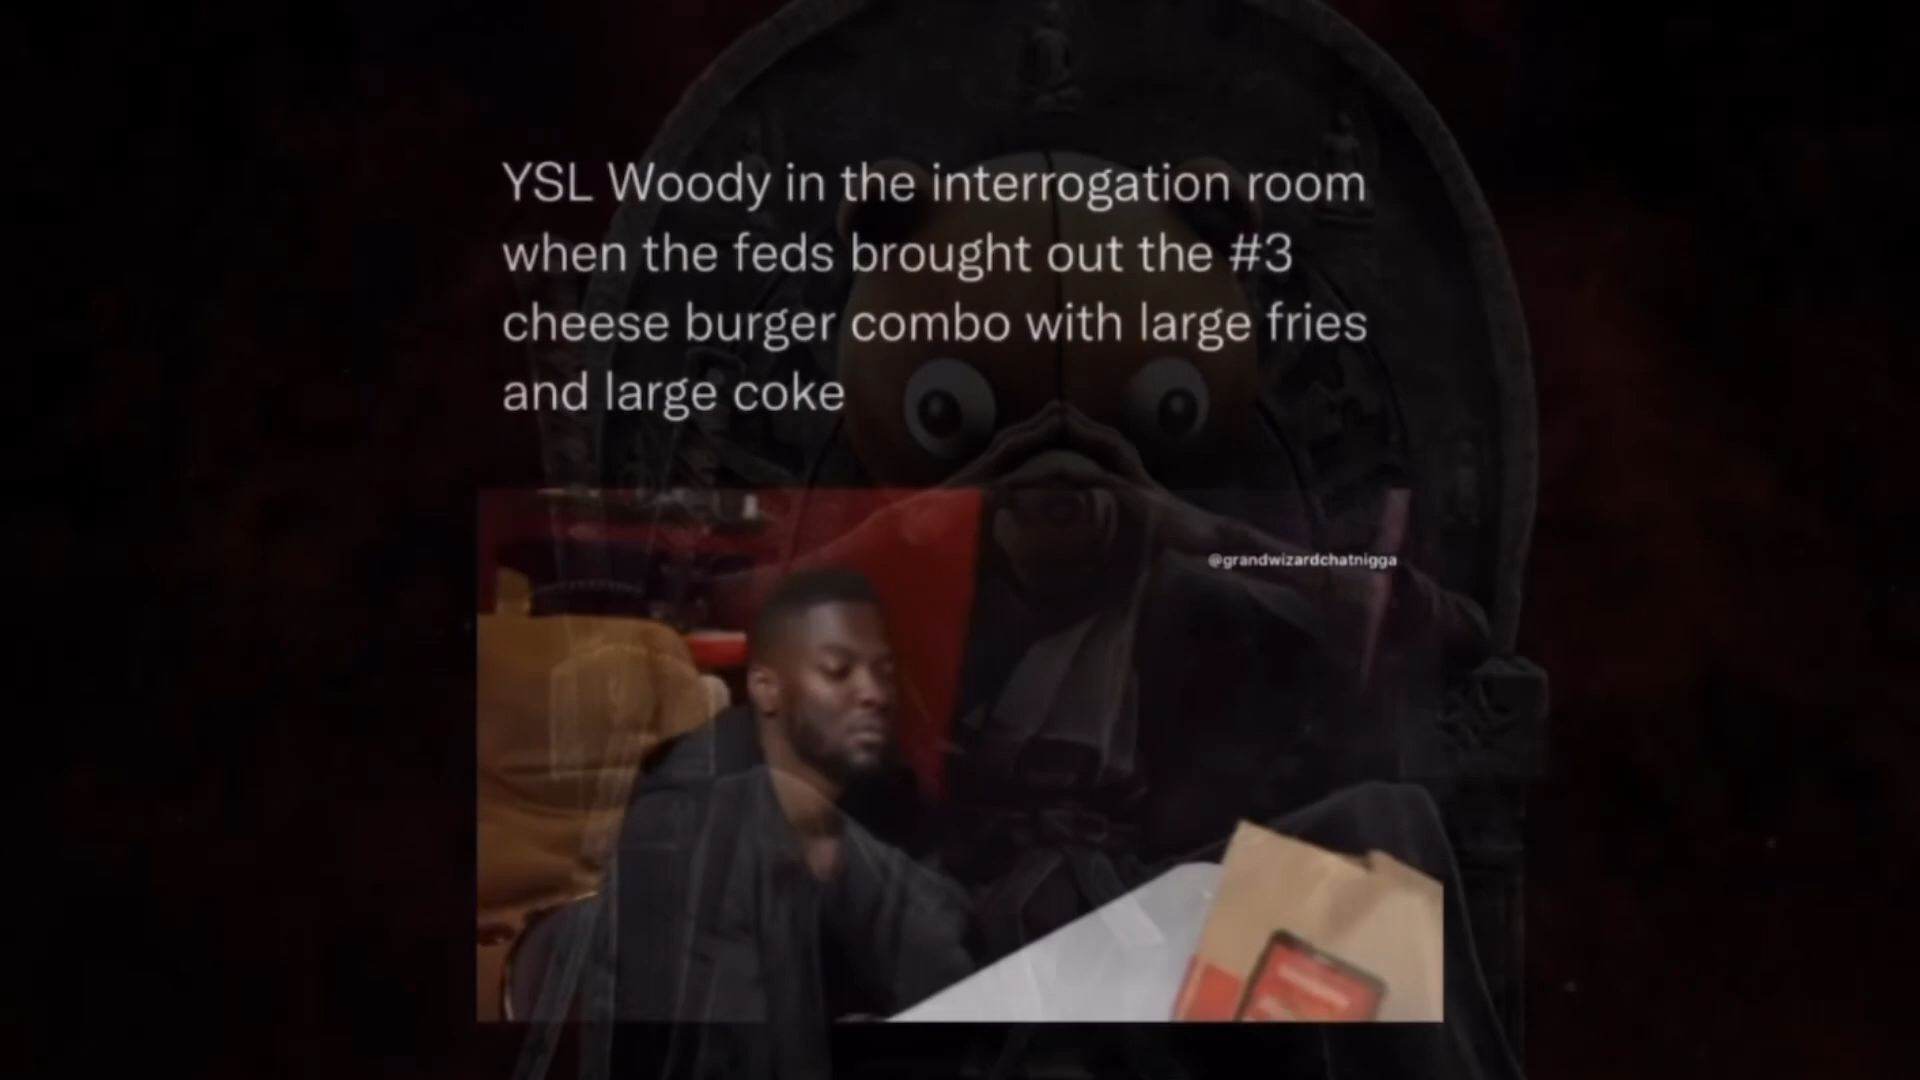 YSL Woody in the interrogation room
when the feds brought out the #3
cheese burger combo with large fries
and large coke
@grandwizardchatnigga